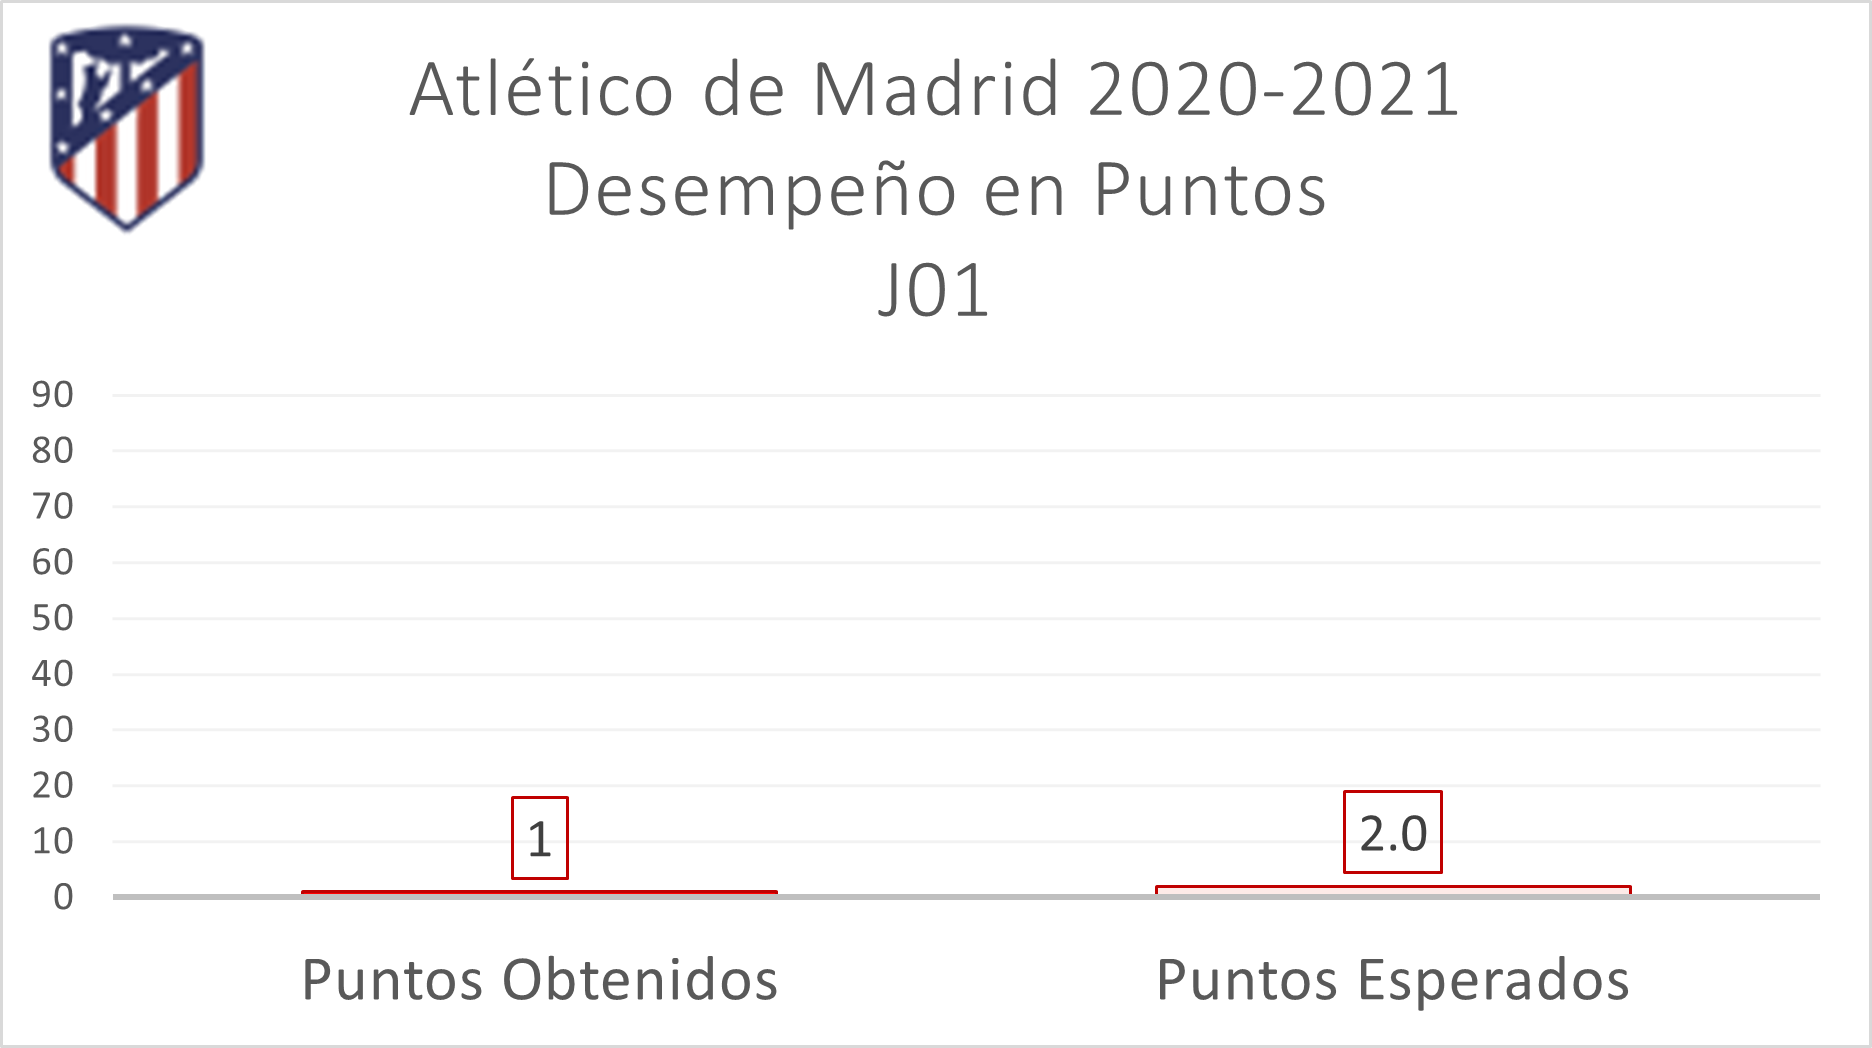 Atlético de Madrid 2020-2021
Desempeño en Puntos
J01
90
80
70
60
50
40
30
20
10
0
1
2.0
Puntos Obtenidos
Puntos Esperados